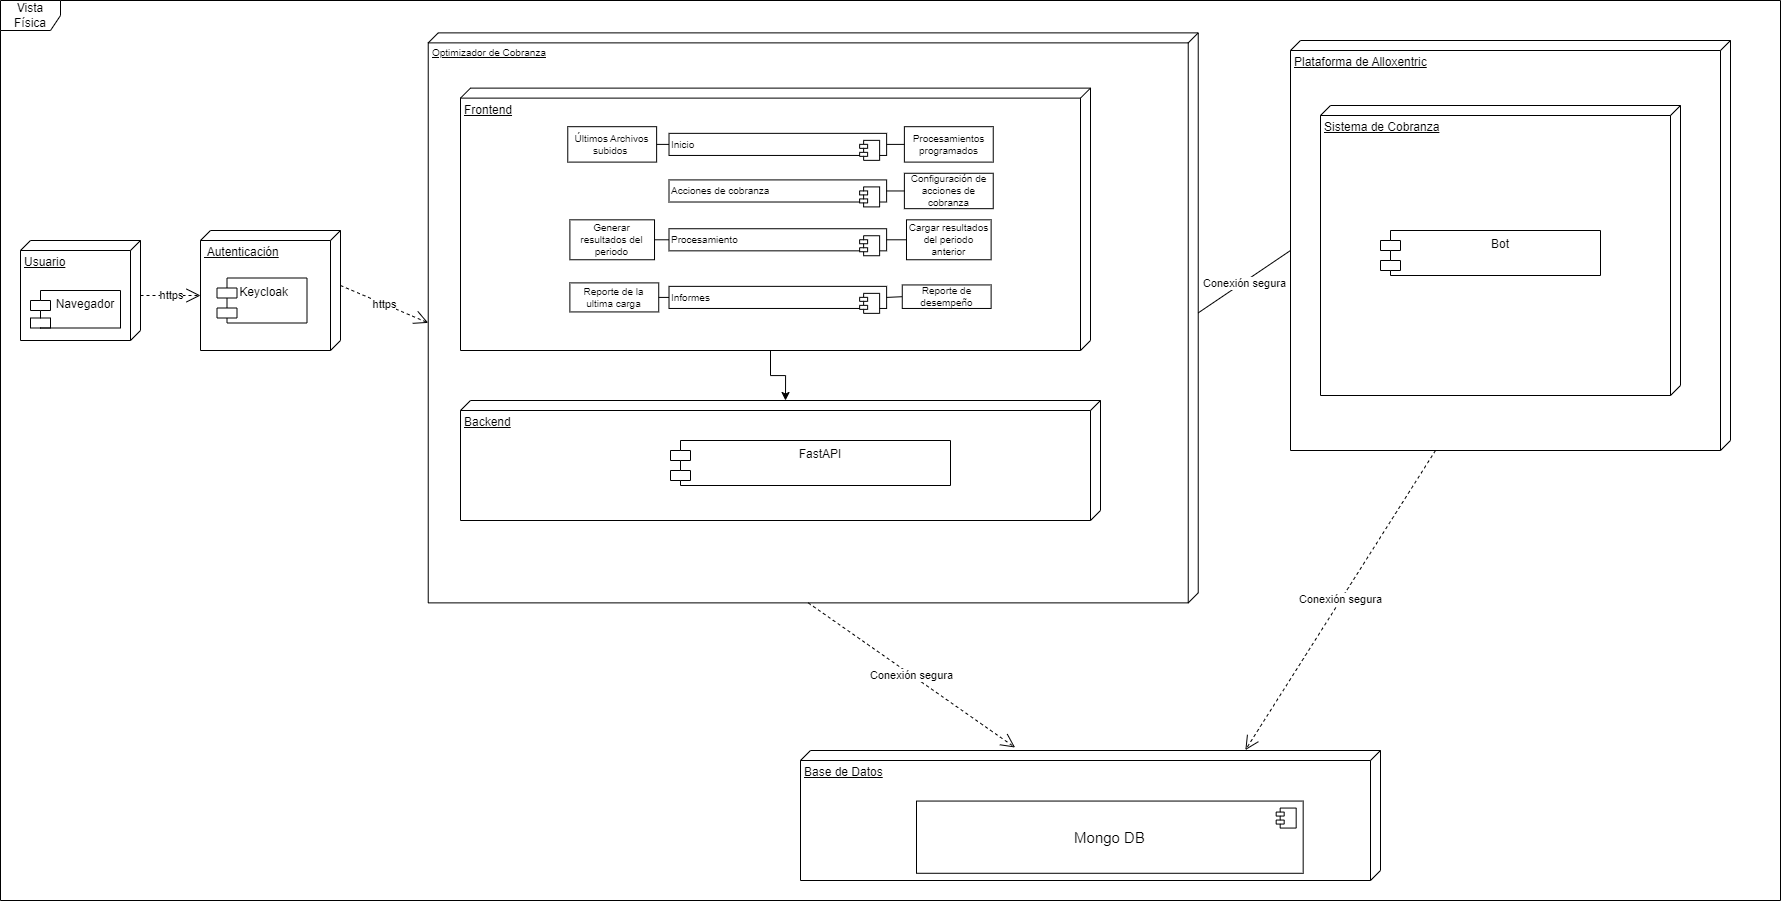 Vista
Física
Optimizador de Cobranza
Frontend
Últimos Archivos
subidos
Inicio
Procesamientos
programados
Acciones de cobranza
Configuración de
acciones de
cobranza
Generar
resultados del
periodo
Procesamiento
Cargar resultados
del periodo
anterior
Reporte de la
ultima carga
Informes
Reporte de
desempeño
Backend
FastAPI
Usuario
Navegador
https
Autenticación
Keycloak
https
Conexión segura
Plataforma de Alloxentric
Sistema de Cobranza
Bot
Conexión segura
Conexión segura
Base de Datos
Mongo DB